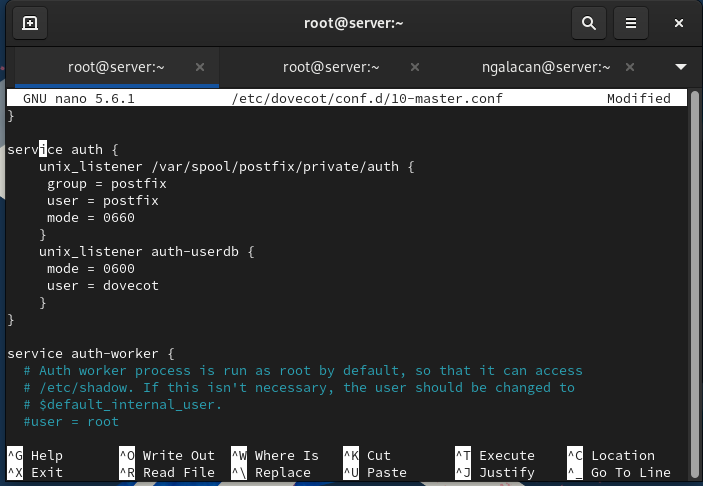 root@server:~
root@server:~ root@server:~ ngalacan@server:~
GNU nano 5.6.1 /etc/dovecot/conf.d/10-master.conf Modified
}
service auth {
    unix_listener /var/spool/postfix/private/auth {
     group = postfix
     user = postfix
     mode = 0660
    }
    unix_listener auth-userdb {
     mode = 0600
     user = dovecot
    }
}
service auth-worker {
  # Auth worker process is run as root by default, so that it can access
  # /etc/shadow. If this isn't necessary, the user should be changed to
  # $default_internal_user.
  #user = root
^G Help ^O Write Out ^W Where Is ^K Cut ^T Execute ^C Location
^X Exit ^R Read File ^\ Replace ^U Paste ^J Justify ^_ Go To Line